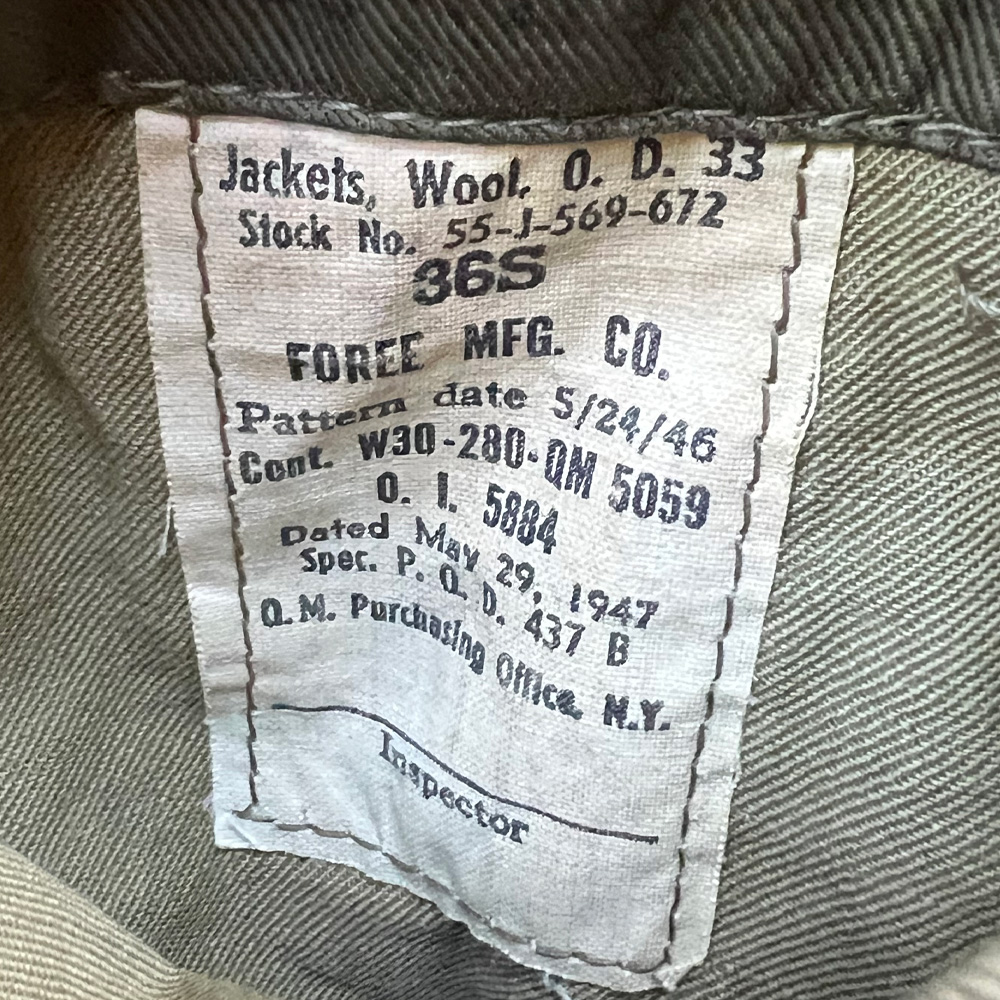 Jackets, Wool, O. D. 33
Stock No. 55-J-569-672
36S
FOREE MFG. CO.
Pattern date 5/24/46
Cont. W30-280-QM 5059
O. I. 5884
Dated May 29, 1947
Spec. P. Q. D. 437 B
Q.M. Purchasing Office, N.Y.
Inspector